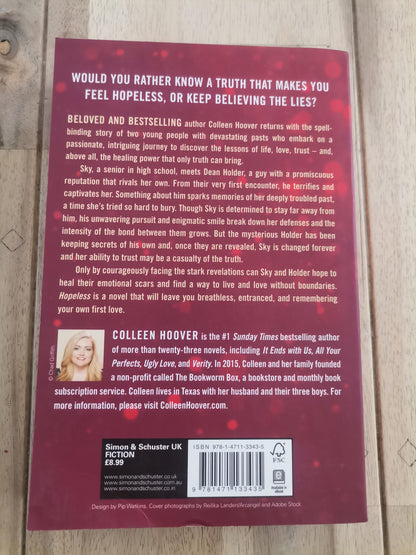 WOULD YOU RATHER KNOW A TRUTH THAT MAKES YOU
FEEL HOPELESS, OR KEEP BELIEVING THE LIES?
BELOVED AND BESTSELLING author Colleen Hoover returns with the spell-
binding story of two young people with devastating pasts who embark on a
passionate, intriguing journey to discover the lessons of life, love, trust – and,
above all, the healing power that only truth can bring.
Sky, a senior in high school, meets Dean Holder, a guy with a promiscuous
reputation that rivals her own. From their very first encounter, he terrifies and
captivates her. Something about him sparks memories of her deeply troubled past,
a time she's tried so hard to bury. Though Sky is determined to stay far away from
him, his unwavering pursuit and enigmatic smile break down her defenses and the
intensity of the bond between them grows. But the mysterious Holder has been
keeping secrets of his own and, once they are revealed, Sky is changed forever
and her ability to trust may be a casualty of the truth.
Only by courageously facing the stark revelations can Sky and Holder hope to
heal their emotional scars and find a way to live and love without boundaries.
Hopeless is a novel that will leave you breathless, entranced, and remembering
your own first love.
© Chad Griffith
COLLEEN HOOVER is the #1 Sunday Times bestselling author
of more than twenty-three novels, including It Ends with Us, All Your
Perfects, Ugly Love, and Verity. In 2015, Colleen and her family founded
a non-profit called The Bookworm Box, a bookstore and monthly book
subscription service. Colleen lives in Texas with her husband and their three boys. For
more information, please visit ColleenHoover.com.
Simon & Schuster UK
FICTION
£8.99
www.simonandschuster.co.uk
www.simonandschuster.com.au
www.simonandschuster.co.in
ISBN 978-1-4711-3343-5
9 781471 133435
FSC
Available in
eBook
Design by Pip Watkins. Cover photographs by Reilika Landers/Arcangel and Adobe Stock